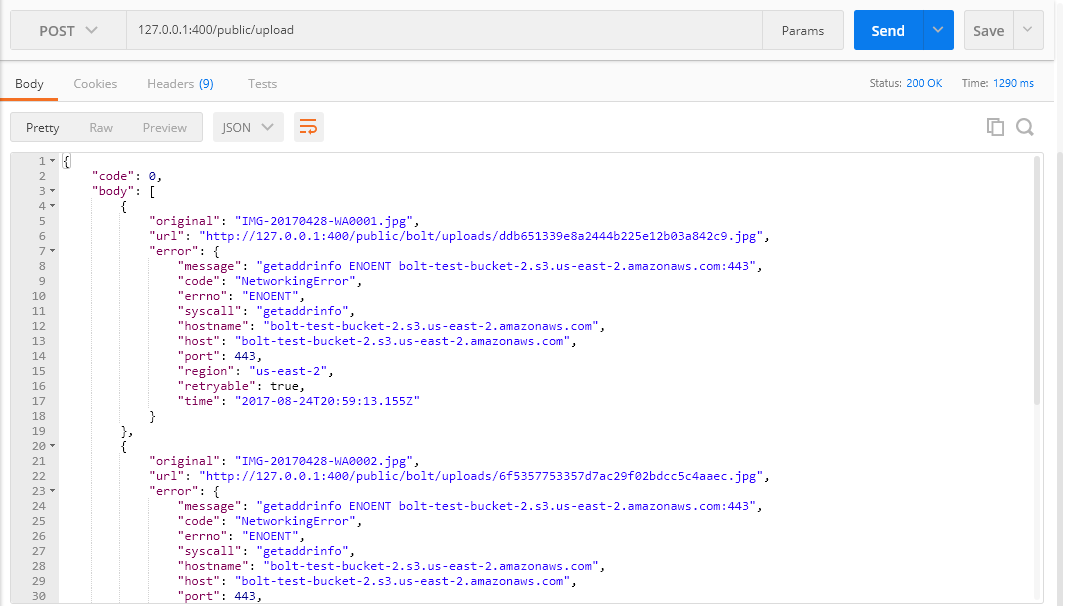 POST 127.0.0.1:400/public/upload Params Send Save
Body Cookies Headers (9) Tests Status: 200 OK Time: 1290 ms
Pretty Raw Preview JSON
1 {
2 "code": 0,
3 "body": [
4 {
5 "original": "IMG-20170428-WA0001.jpg",
6 "url": "http://127.0.0.1:400/public/bolt/uploads/ddb651339e8a2444b225e12b03a842c9.jpg",
7 "error": {
8 "message": "getaddrinfo ENOENT bolt-test-bucket-2.s3.us-east-2.amazonaws.com:443",
9 "code": "NetworkingError",
10 "errno": "ENOENT",
11 "syscall": "getaddrinfo",
12 "hostname": "bolt-test-bucket-2.s3.us-east-2.amazonaws.com",
13 "host": "bolt-test-bucket-2.s3.us-east-2.amazonaws.com",
14 "port": 443,
15 "region": "us-east-2",
16 "retryable": true,
17 "time": "2017-08-24T20:59:13.155Z"
18 }
19 },
20 {
21 "original": "IMG-20170428-WA0002.jpg",
22 "url": "http://127.0.0.1:400/public/bolt/uploads/6f5357753357d7ac29f02bdcc5c4aaec.jpg",
23 "error": {
24 "message": "getaddrinfo ENOENT bolt-test-bucket-2.s3.us-east-2.amazonaws.com:443",
25 "code": "NetworkingError",
26 "errno": "ENOENT",
27 "syscall": "getaddrinfo",
28 "hostname": "bolt-test-bucket-2.s3.us-east-2.amazonaws.com",
29 "host": "bolt-test-bucket-2.s3.us-east-2.amazonaws.com",
30 "port": 443,